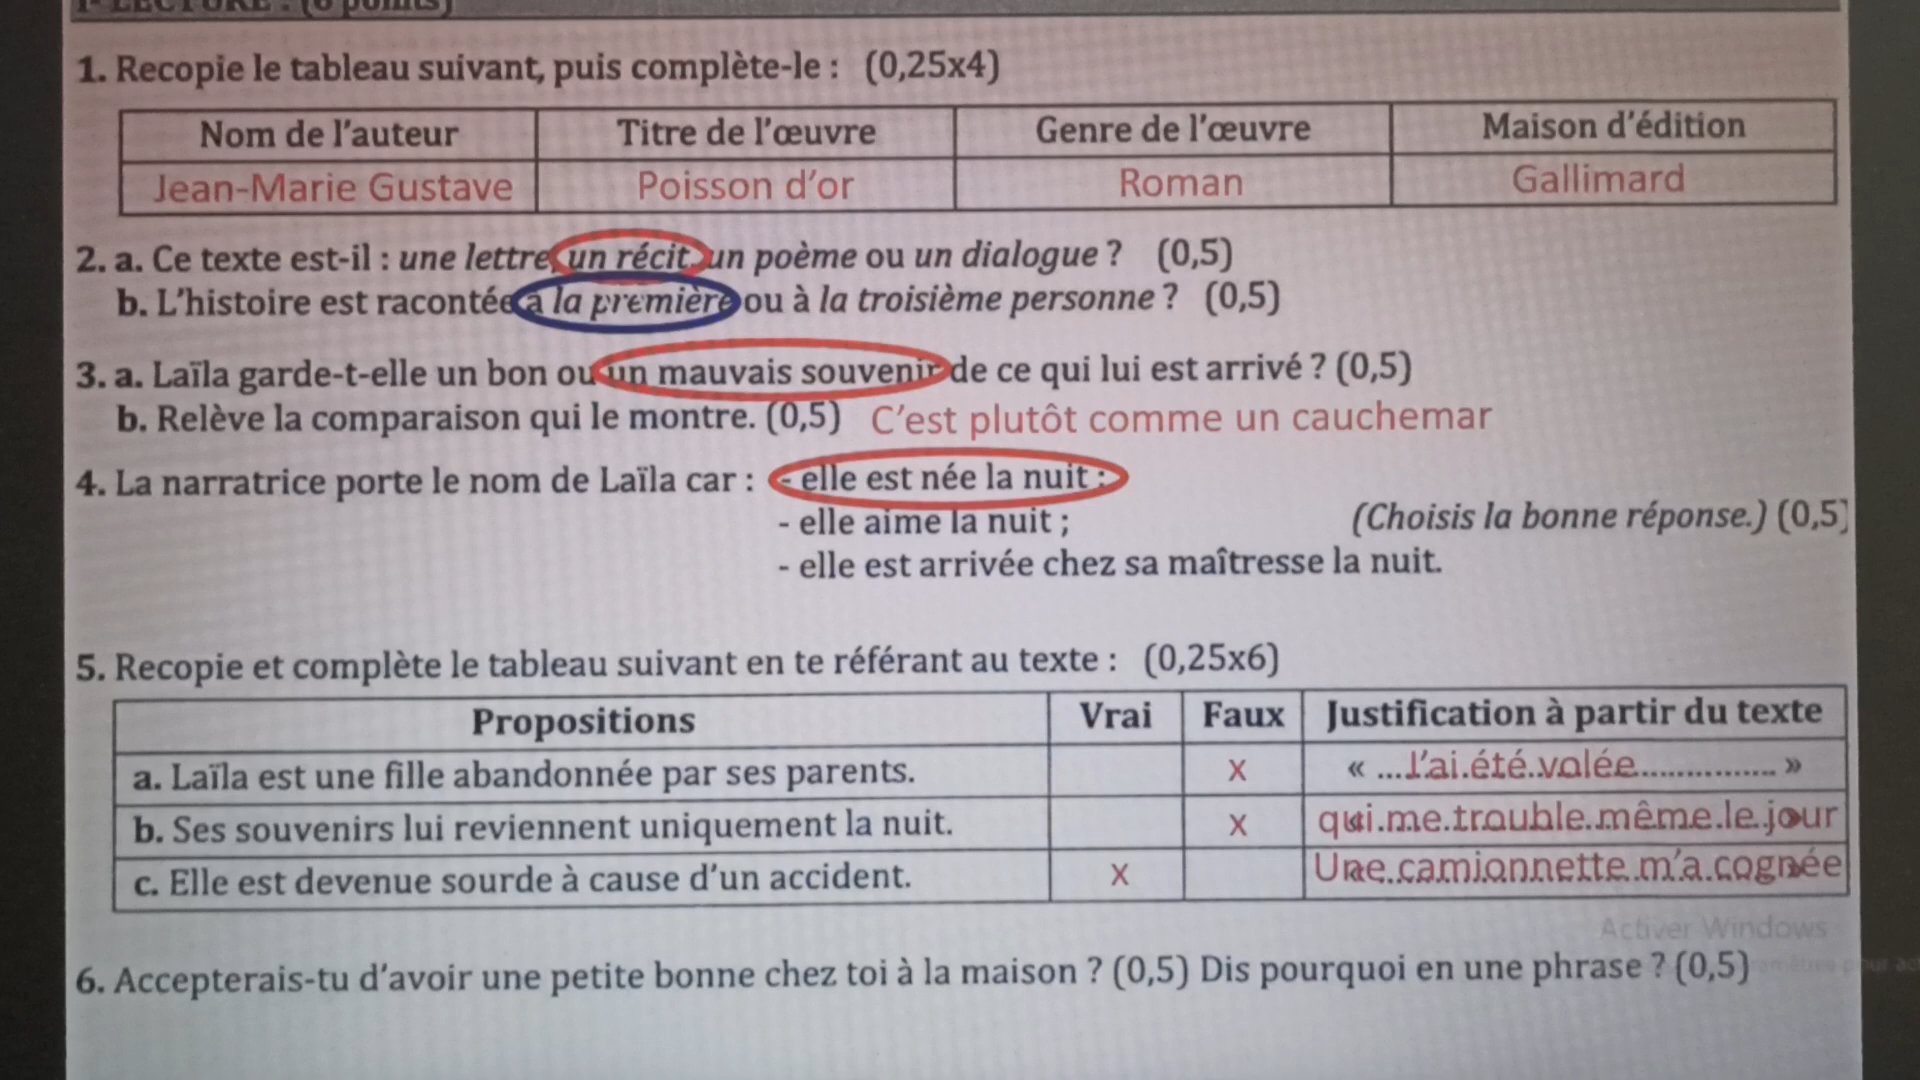 I- LECTURE : (6 points)
1. Recopie le tableau suivant, puis complète-le : (0,25x4)
Nom de l'auteur Titre de l'œuvre Genre de l'œuvre Maison d'édition
Jean-Marie Gustave Poisson d'or Roman Gallimard
2. a. Ce texte est-il : une lettre, un récit, un poème ou un dialogue ? (0,5)
b. L'histoire est racontée à la première ou à la troisième personne ? (0,5)
3. a. Laïla garde-t-elle un bon ou un mauvais souvenir de ce qui lui est arrivé ? (0,5)
b. Relève la comparaison qui le montre. (0,5) C'est plutôt comme un cauchemar
4. La narratrice porte le nom de Laïla car : - elle est née la nuit ;
- elle aime la nuit ; (Choisis la bonne réponse.) (0,5)
- elle est arrivée chez sa maîtresse la nuit.
5. Recopie et complète le tableau suivant en te référant au texte : (0,25x6)
Propositions Vrai Faux Justification à partir du texte
a. Laïla est une fille abandonnée par ses parents. X « ...J'ai été volée............... »
b. Ses souvenirs lui reviennent uniquement la nuit. X qui me trouble même le jour
c. Elle est devenue sourde à cause d'un accident. X Une camionnette m'a cognée
Activer Windows
6. Accepterais-tu d'avoir une petite bonne chez toi à la maison ? (0,5) Dis pourquoi en une phrase ? (0,5)